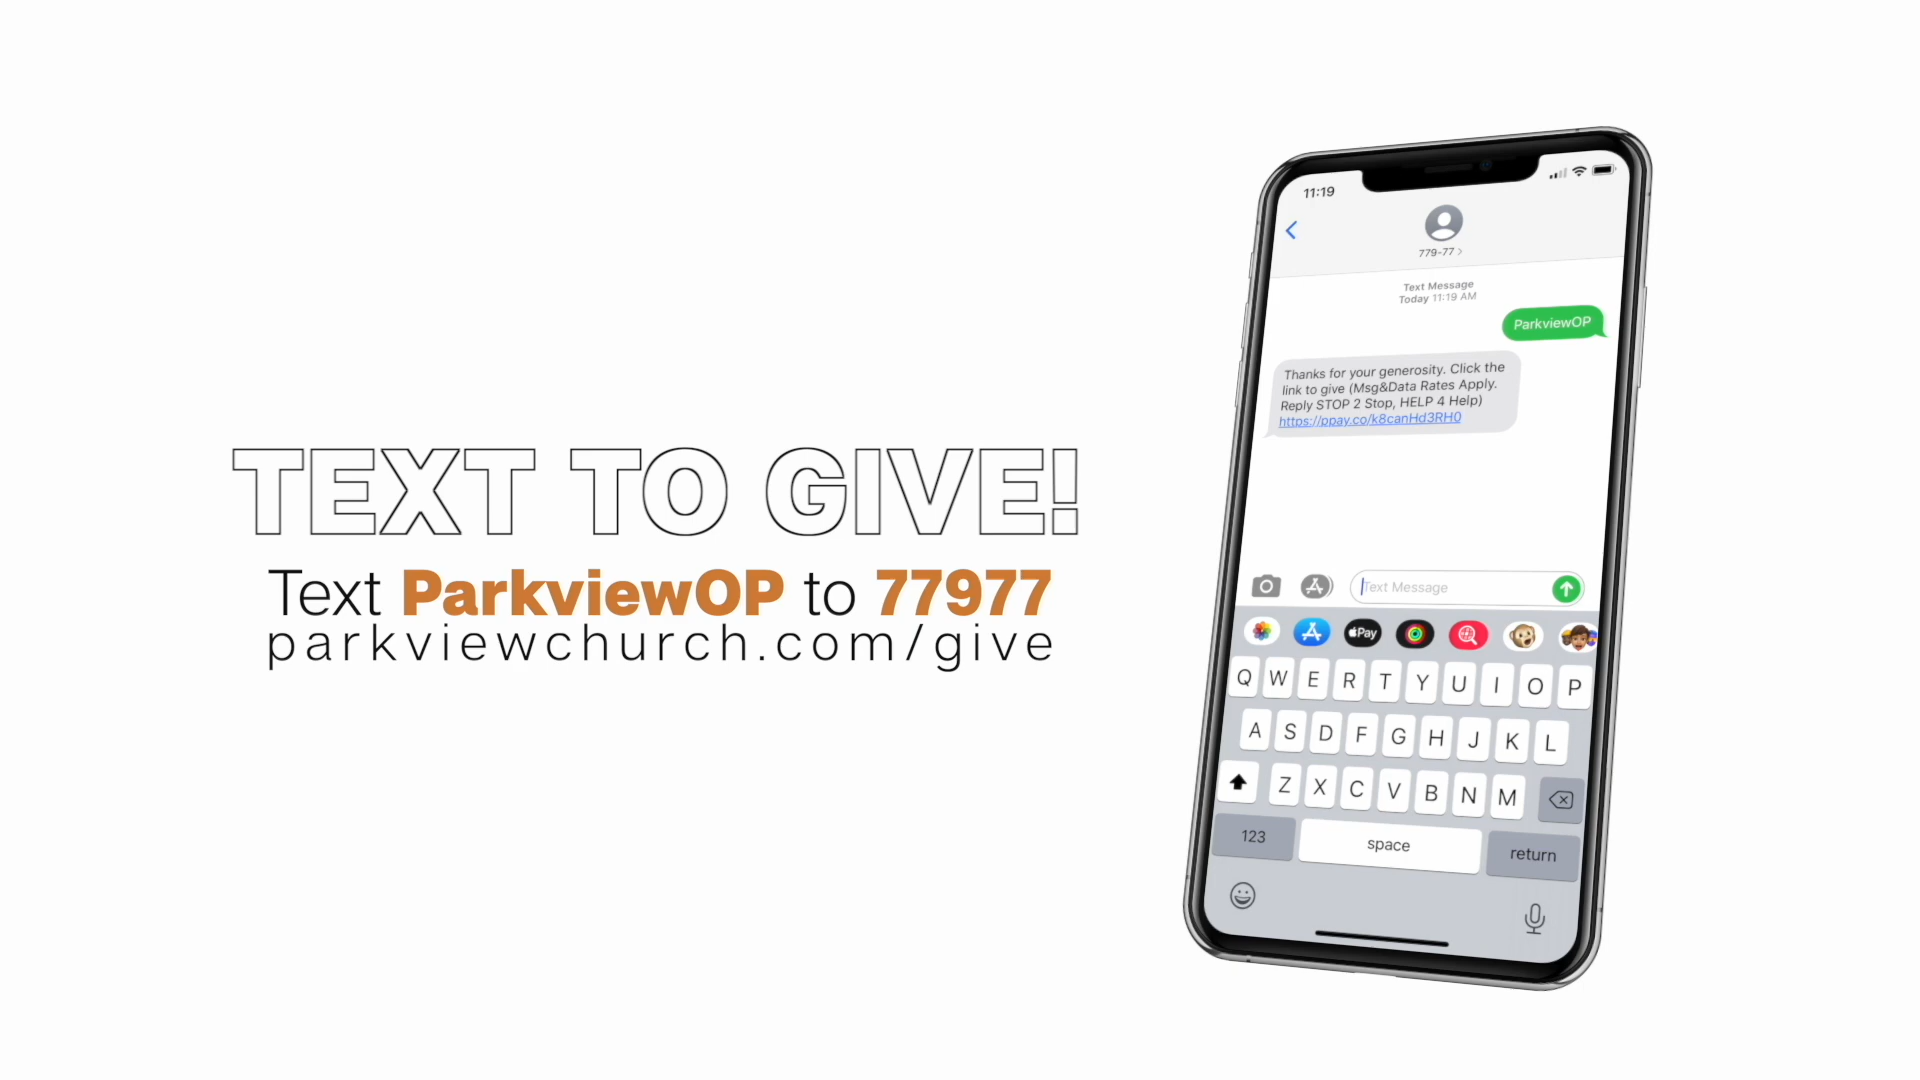 TEXT TO GIVE!
Text ParkviewOP to 77977
parkviewchurch.com/give
11:19
779-77
Text Message
Today 11:19 AM
ParkviewOP
Thanks for your generosity. Click the
link to give (Msg&Data Rates Apply.
Reply STOP 2 Stop, HELP 4 Help)
https://ppay.co/k8canHd3RH0
Text Message
Pay
Q W E R T Y U I O P
A S D F G H J K L
Z X C V B N M
123 space return